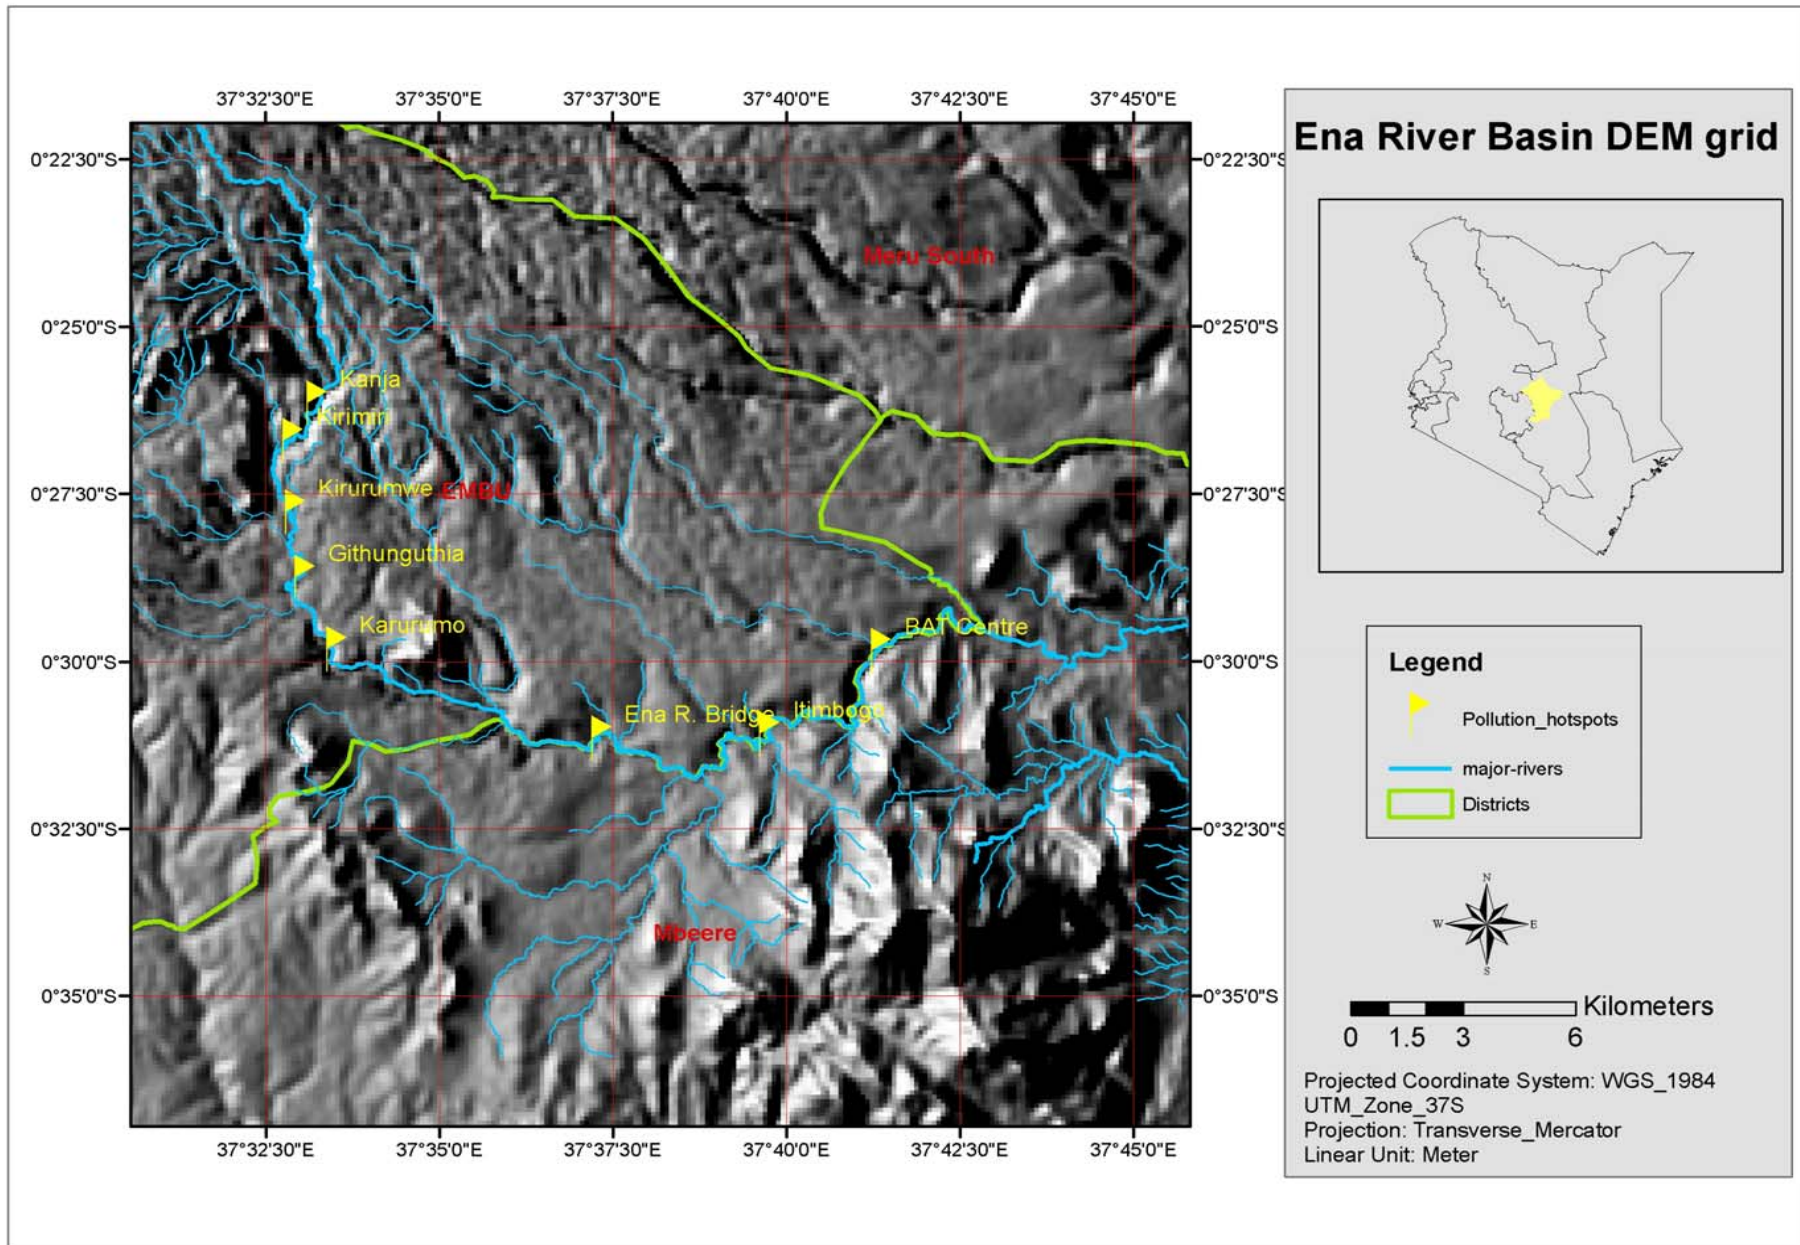 Ena River Basin DEM grid
37°32'30"E 37°35'0"E 37°37'30"E 37°40'0"E 37°42'30"E 37°45'0"E
0°22'30"S 0°22'30"S
Meru South
0°25'0"S 0°25'0"S
Kanja
Kirimiri
Kirurumwe EMBU
0°27'30"S 0°27'30"S
Githunguthia
Karurumo
BAT Centre
0°30'0"S 0°30'0"S
Ena R. Bridge
Itimbogo
0°32'30"S 0°32'30"S
Mbeere
0°35'0"S 0°35'0"S
37°32'30"E 37°35'0"E 37°37'30"E 37°40'0"E 37°42'30"E 37°45'0"E
Legend
Pollution_hotspots
major-rivers
Districts
N
W E
S
Kilometers
0 1.5 3 6
Projected Coordinate System: WGS_1984
UTM_Zone_37S
Projection: Transverse_Mercator
Linear Unit: Meter